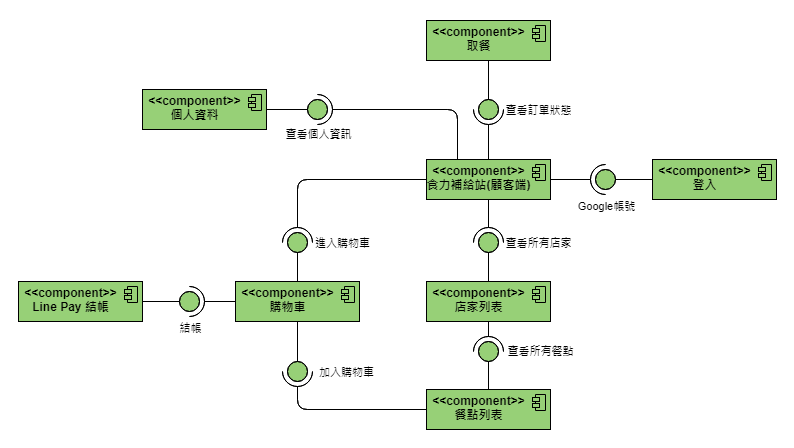 <<component>>
取餐
<<component>>
個人資料
查看個人資訊
查看訂單狀態
<<component>>
食力補給站(顧客端)
<<component>>
登入
Google帳號
進入購物車
查看所有店家
<<component>>
Line Pay 結帳
結帳
<<component>>
購物車
<<component>>
店家列表
查看所有餐點
加入購物車
<<component>>
餐點列表